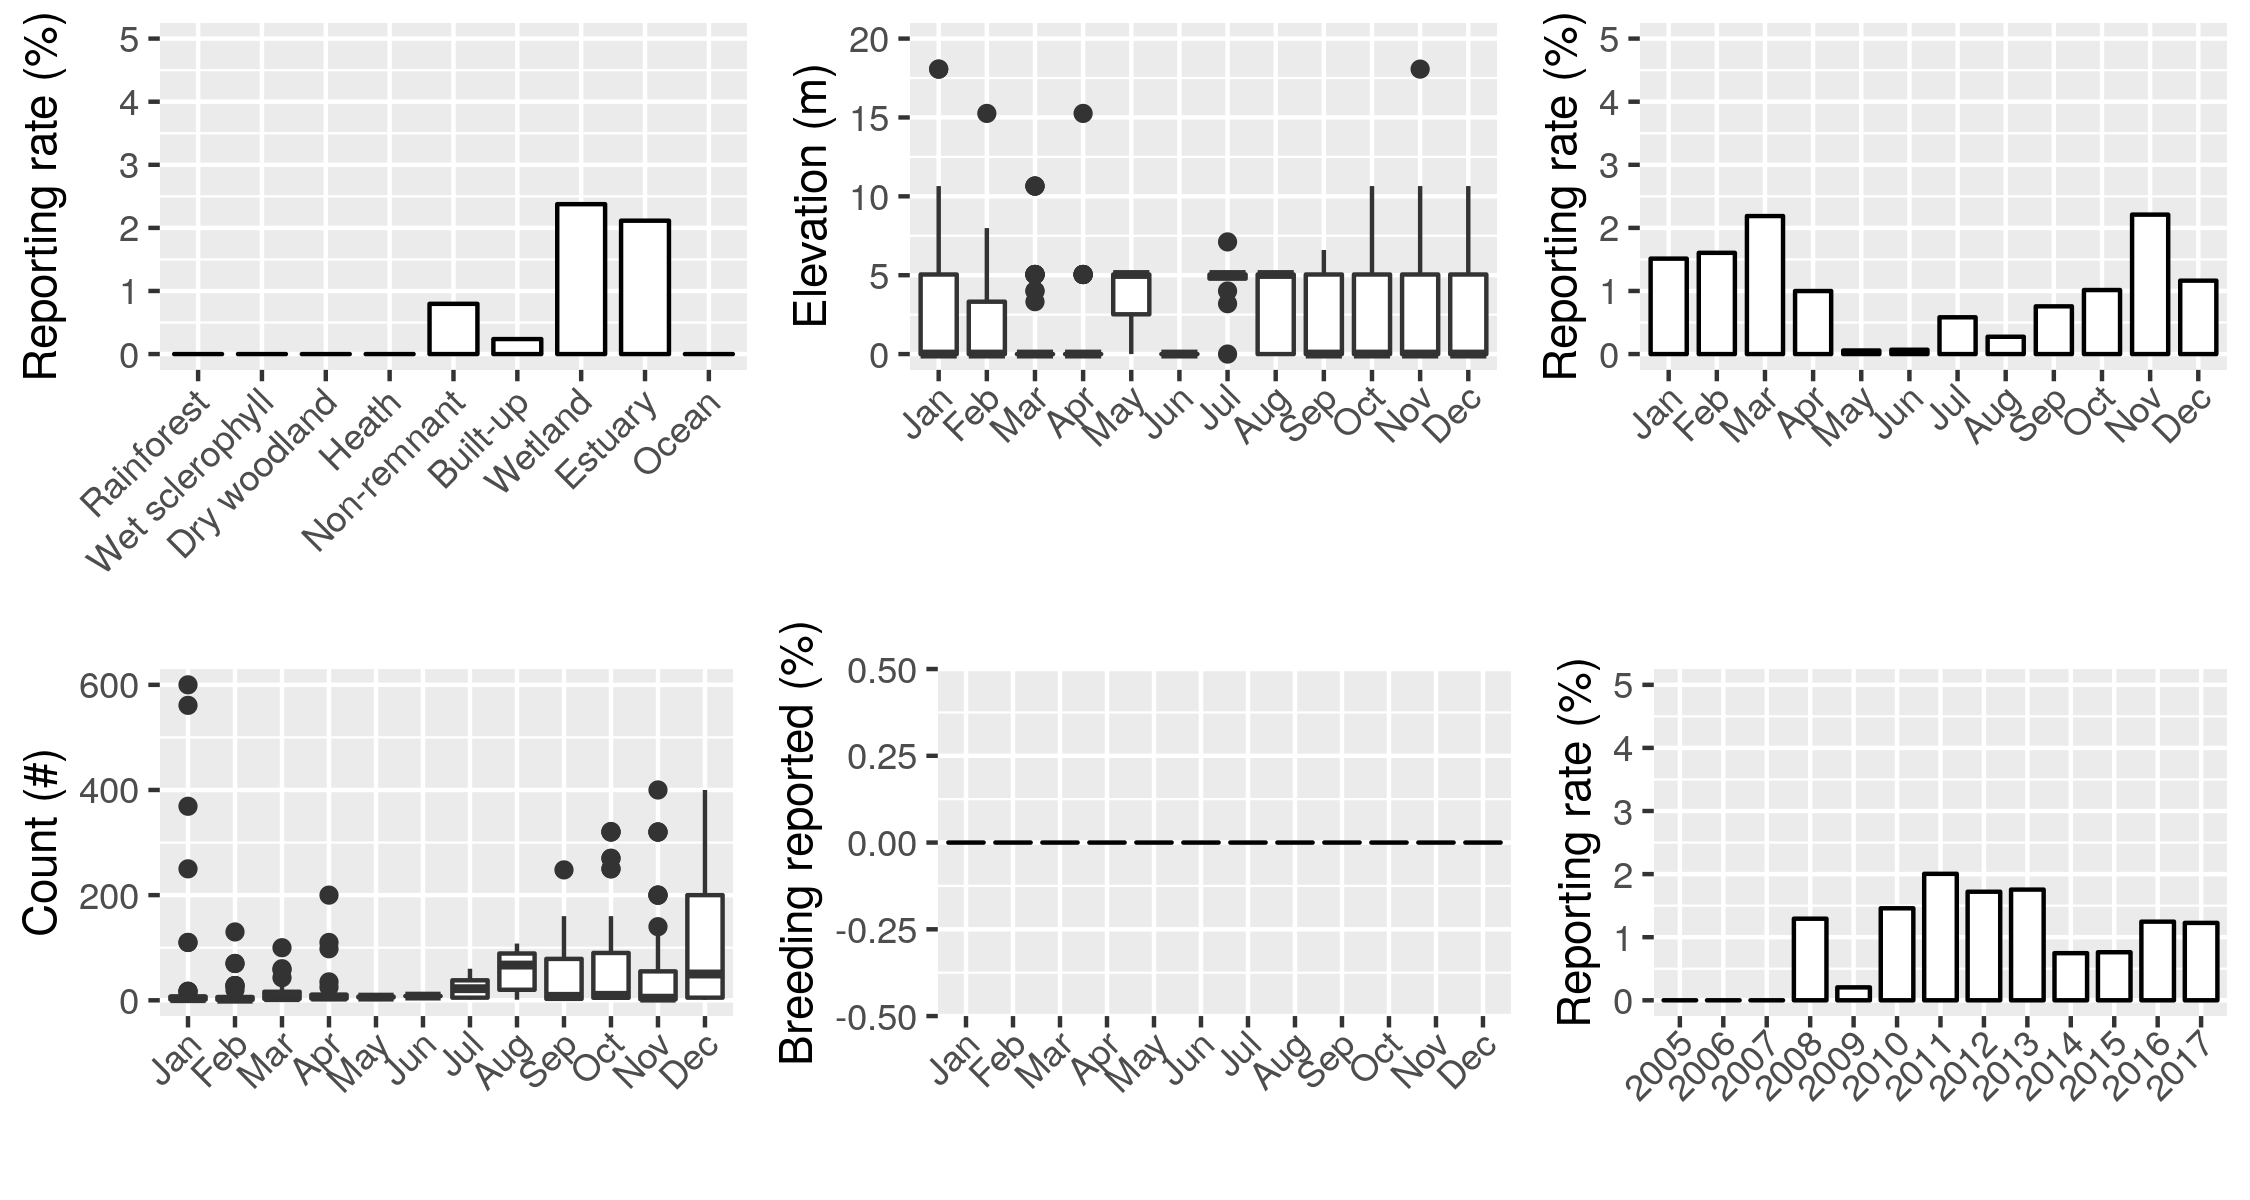 Reporting rate (%)
5
4
3
2
1
0
Rainforest
Wet sclerophyll
Dry woodland
Heath
Non-remnant
Built-up
Wetland
Estuary
Ocean
Elevation (m)
20
15
10
5
0
Jan
Feb
Mar
Apr
May
Jun
Jul
Aug
Sep
Oct
Nov
Dec
Reporting rate (%)
5
4
3
2
1
0
Jan
Feb
Mar
Apr
May
Jun
Jul
Aug
Sep
Oct
Nov
Dec
Count (#)
600
400
200
0
Jan
Feb
Mar
Apr
May
Jun
Jul
Aug
Sep
Oct
Nov
Dec
Breeding reported (%)
0.50
0.25
0.00
-0.25
-0.50
Jan
Feb
Mar
Apr
May
Jun
Jul
Aug
Sep
Oct
Nov
Dec
Reporting rate (%)
5
4
3
2
1
0
2005
2006
2007
2008
2009
2010
2011
2012
2013
2014
2015
2016
2017